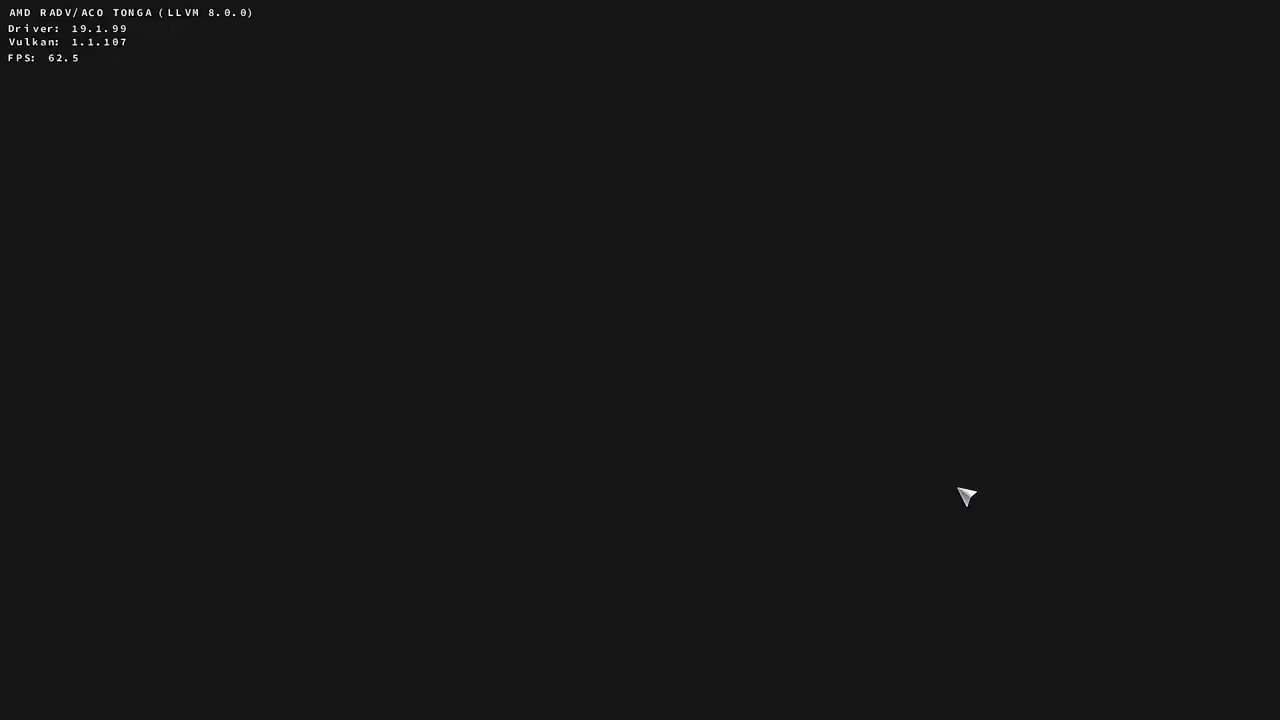 AMD RADV/ACO TONGA (LLVM 8.0.0)
Driver: 19.1.99
Vulkan: 1.1.107
FPS: 62.5